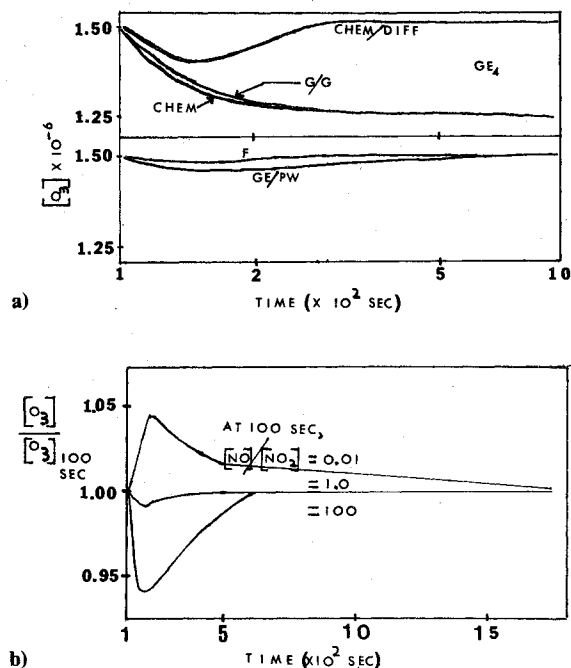 1.50
CHEM/DIFF
GE4
G/G
CHEM
1.25
[O3] × 10-6
1.50
F
GE/PW
1.25
1 2 5 10
TIME (× 10² SEC)
a)
[O3]
[O3]100 SEC
1.05
AT 100 SEC,
[NO]/[NO2] = 0.01
= 1.0
= 100
1.00
0.95
1 5 10 15
TIME (×10² SEC)
b)